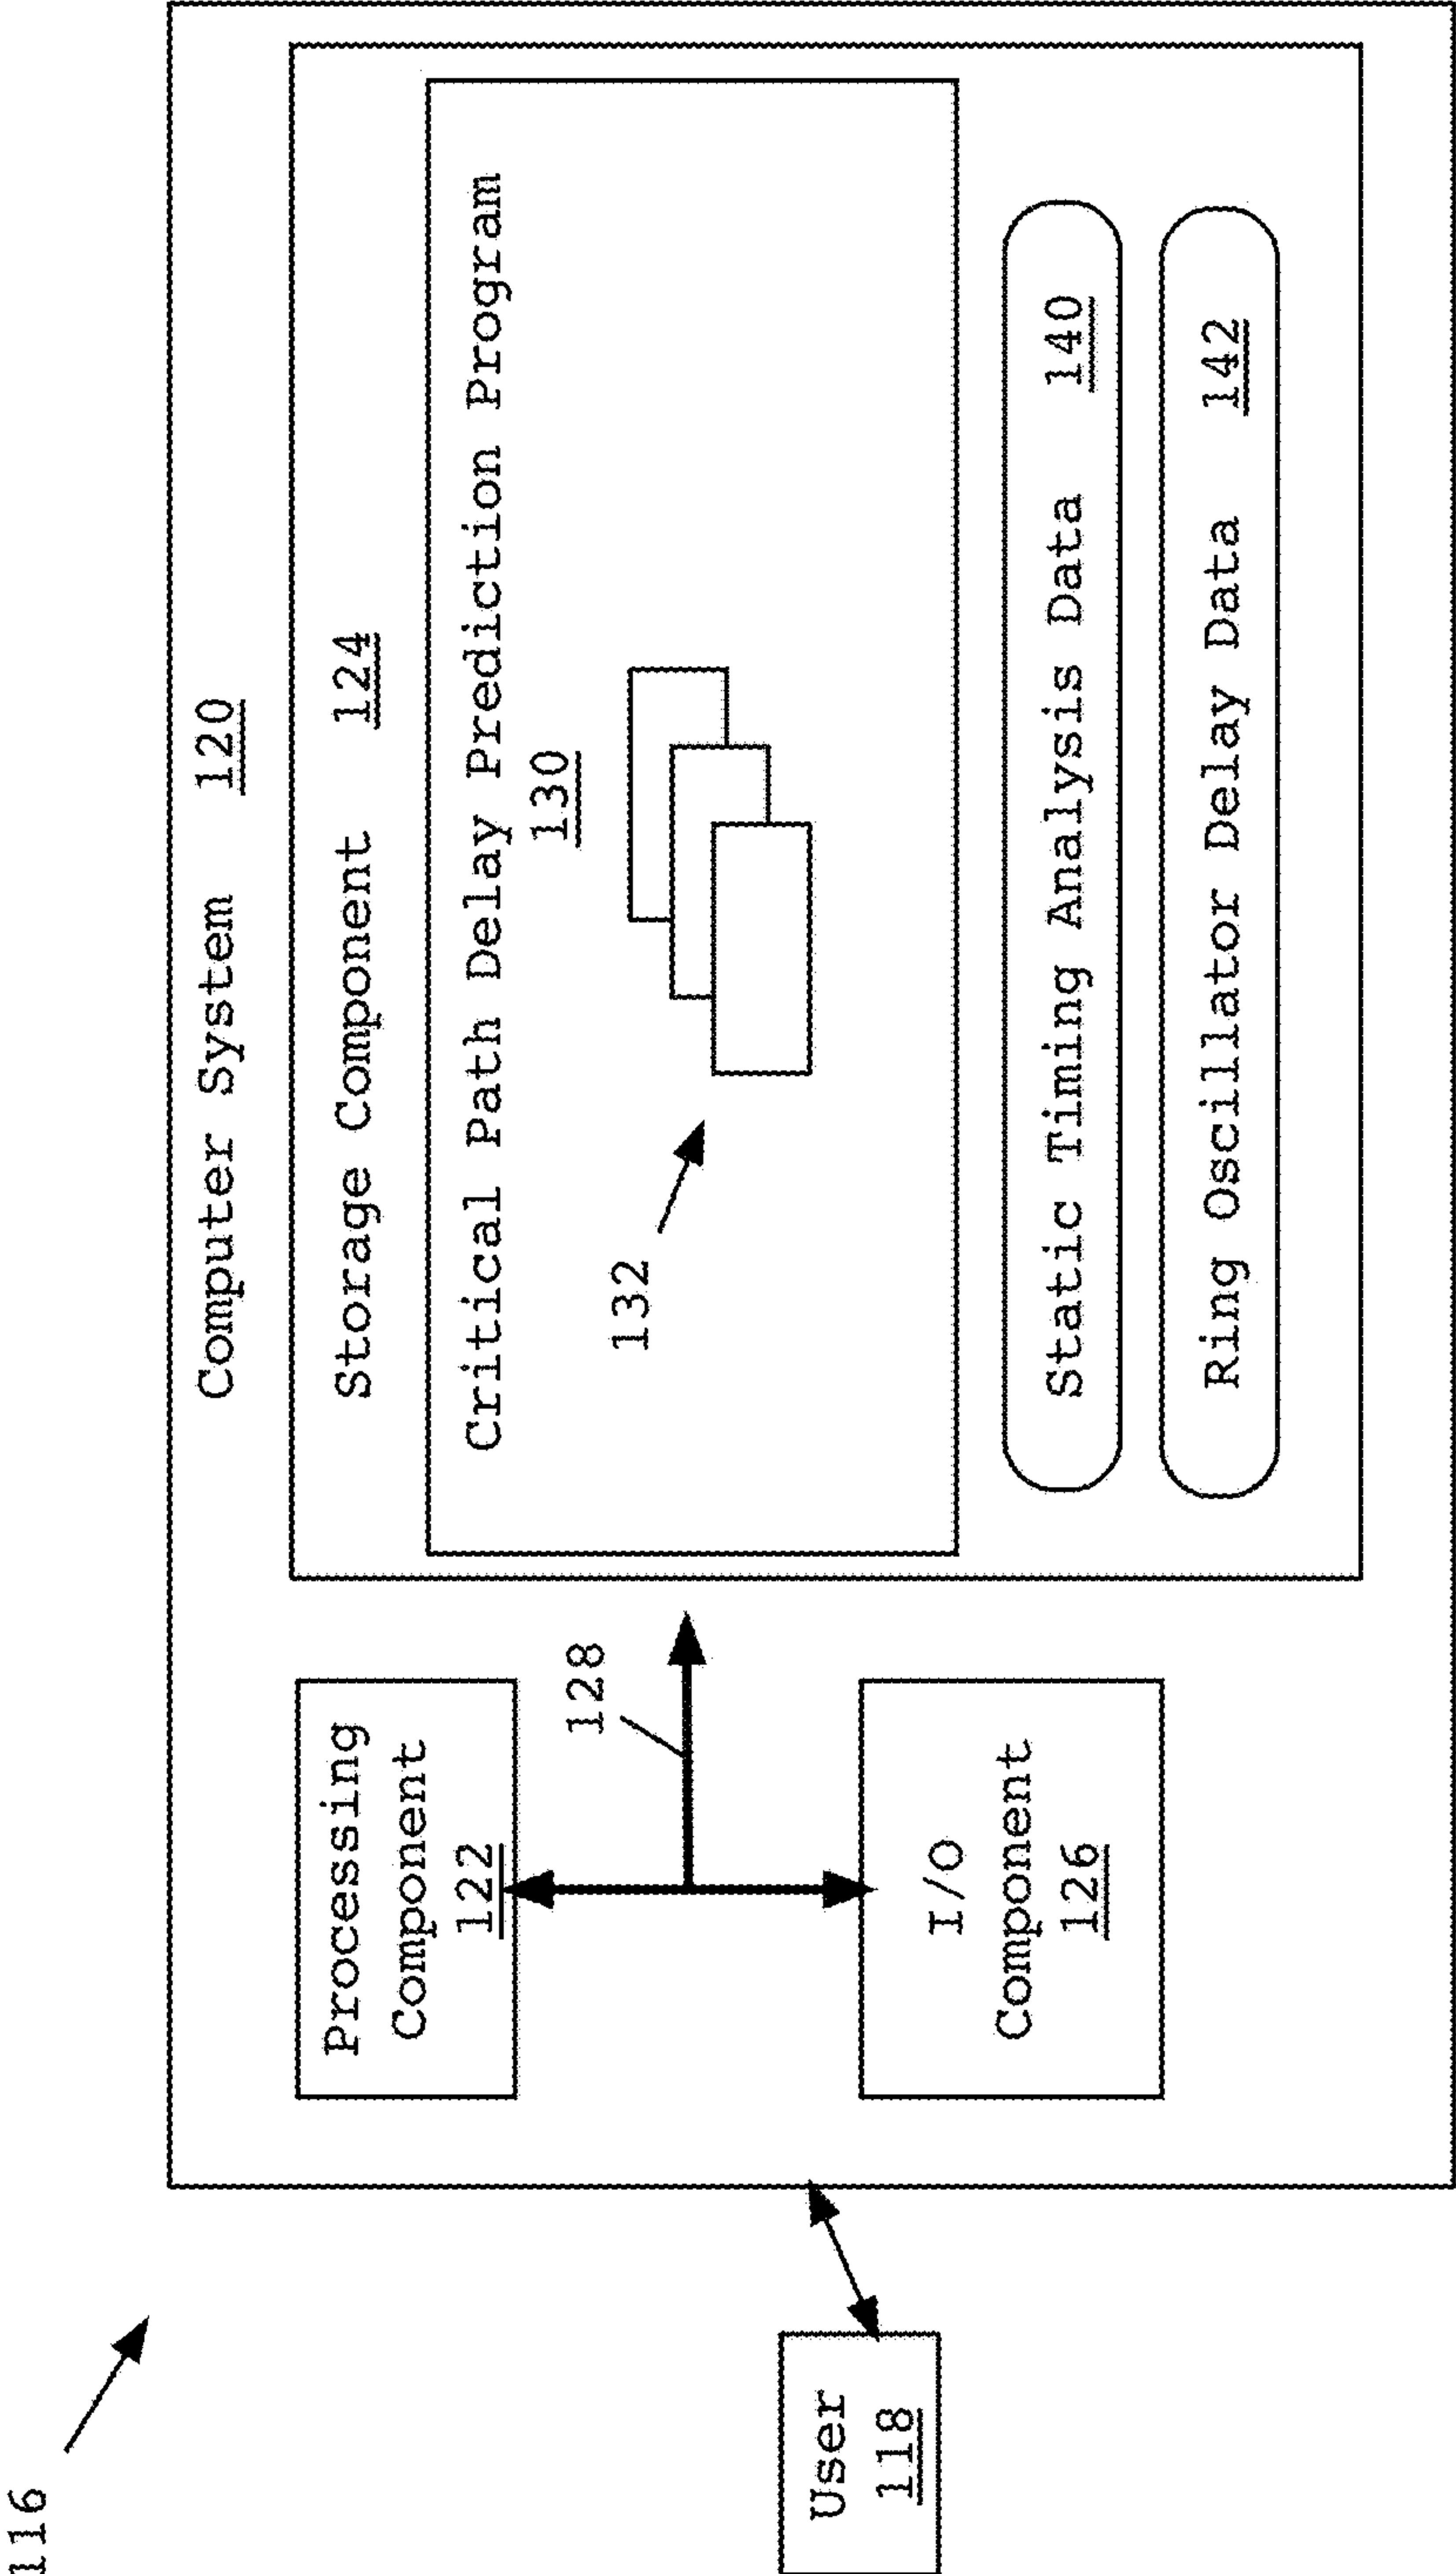 116
Computer System 120
Storage Component 124
Processing
Component
122
Critical Path Delay Prediction Program
130
128
132
User
118
I/O
Component
126
Static Timing Analysis Data 140
Ring Oscillator Delay Data 142